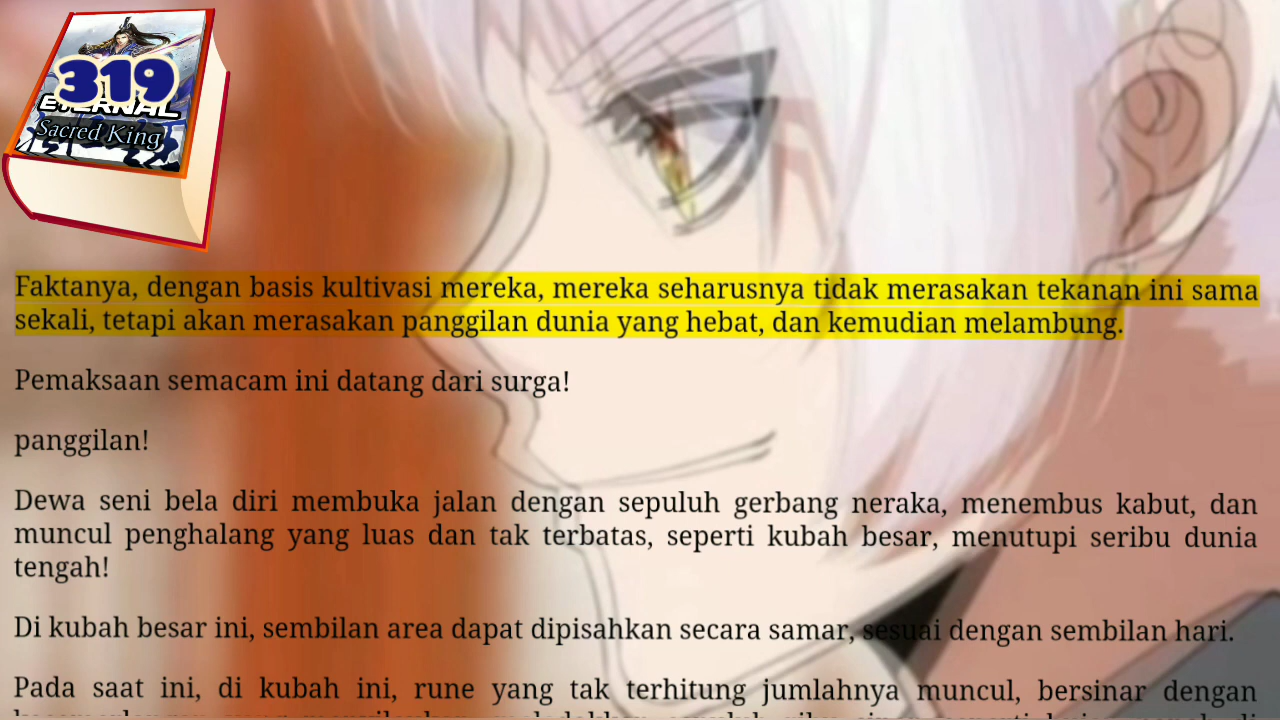 319
ETERNAL
Sacred King
Faktanya, dengan basis kultivasi mereka, mereka seharusnya tidak merasakan tekanan ini sama
sekali, tetapi akan merasakan panggilan dunia yang hebat, dan kemudian melambung.
Pemaksaan semacam ini datang dari surga!
panggilan!
Dewa seni bela diri membuka jalan dengan sepuluh gerbang neraka, menembus kabut, dan
muncul penghalang yang luas dan tak terbatas, seperti kubah besar, menutupi seribu dunia
tengah!
Di kubah besar ini, sembilan area dapat dipisahkan secara samar, sesuai dengan sembilan hari.
Pada saat ini, di kubah ini, rune yang tak terhitung jumlahnya muncul, bersinar dengan